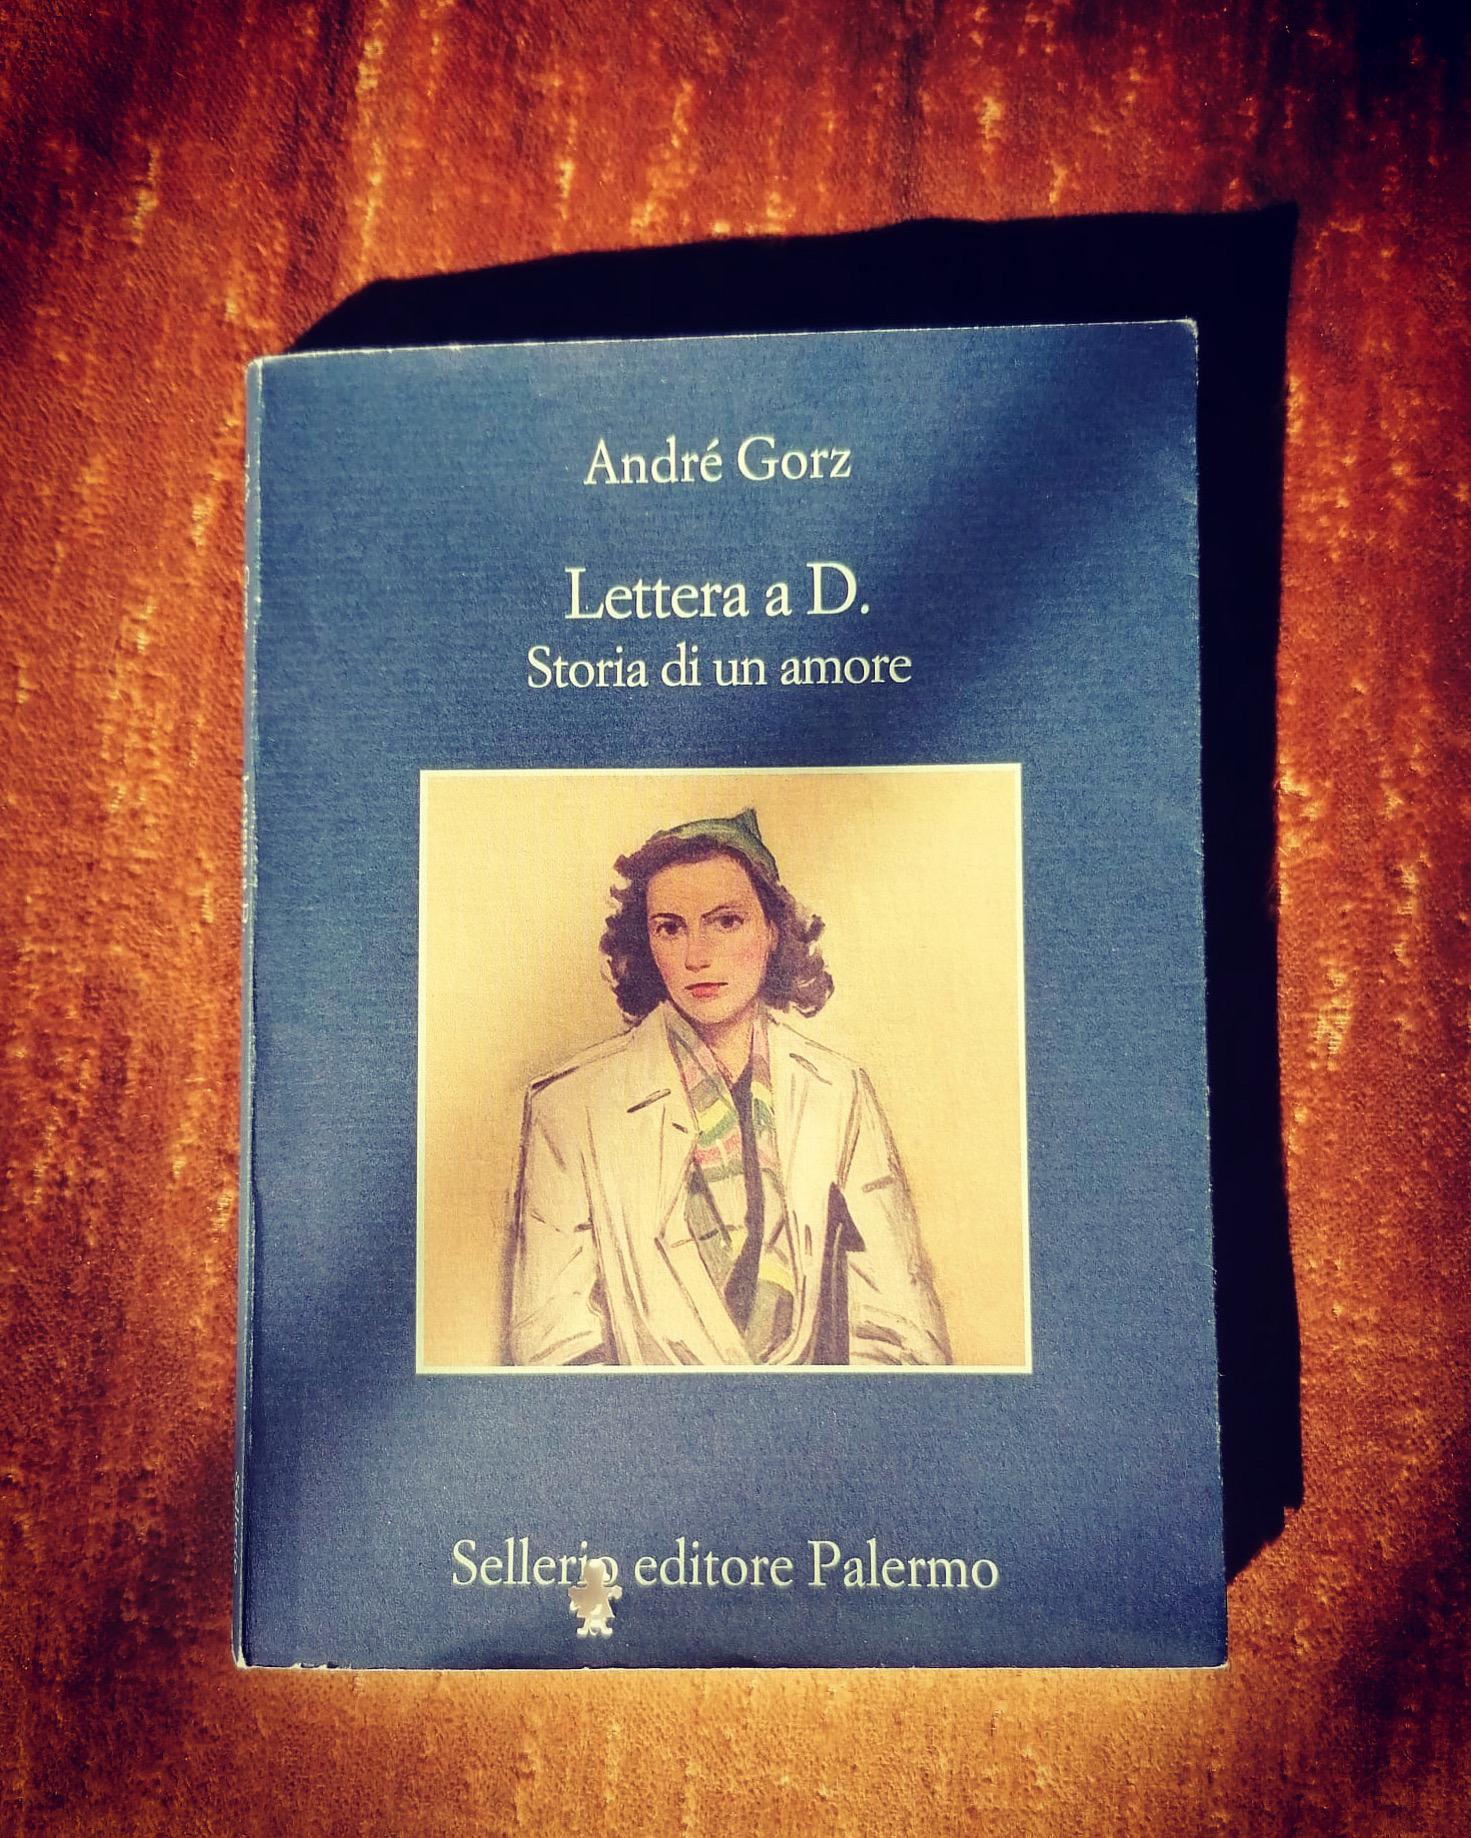 André Gorz
Lettera a D.
Storia di un amore
Sellerio editore Palermo